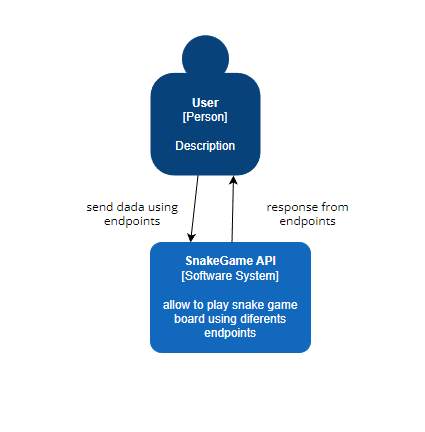 User
[Person]
Description
send dada using
endpoints
response from
endpoints
SnakeGame API
[Software System]
allow to play snake game
board using diferents
endpoints